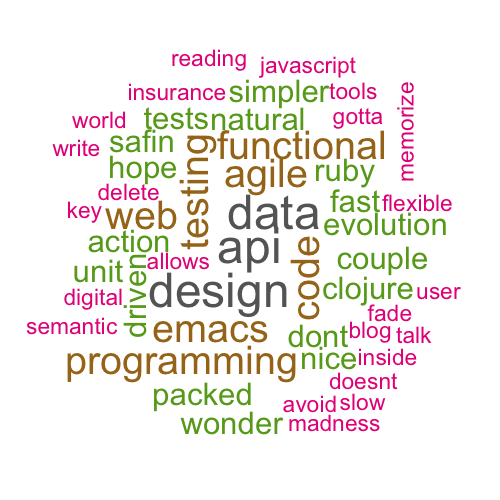 reading
javascript
insurance
simpler
tools
memorize
world
tests
natural
gotta
write
safin
functional
hope
testing
agile
ruby
delete
key
web
data
fast
flexible
evolution
action
allows
api
code
couple
unit
driven
digital
design
clojure
user
semantic
emacs
dont
blog
fade
talk
programming
nice
inside
doesnt
packed
avoid
slow
wonder
madness